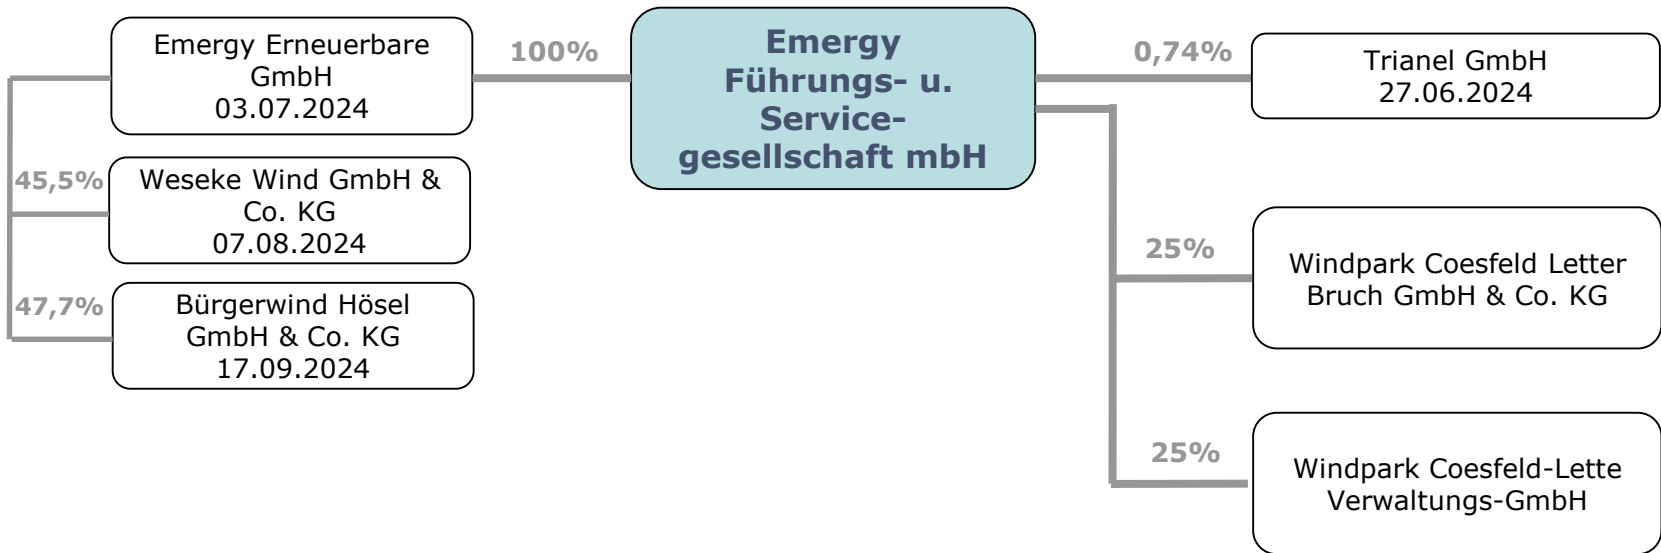 Emergy Erneuerbare
GmbH
03.07.2024
100%
Emergy
Führungs- u.
Service-
gesellschaft mbH
0,74%
Trianel GmbH
27.06.2024
45,5%
Weseke Wind GmbH &
Co. KG
07.08.2024
25%
Windpark Coesfeld Letter
Bruch GmbH & Co. KG
47,7%
Bürgerwind Hösel
GmbH & Co. KG
17.09.2024
25%
Windpark Coesfeld-Lette
Verwaltungs-GmbH